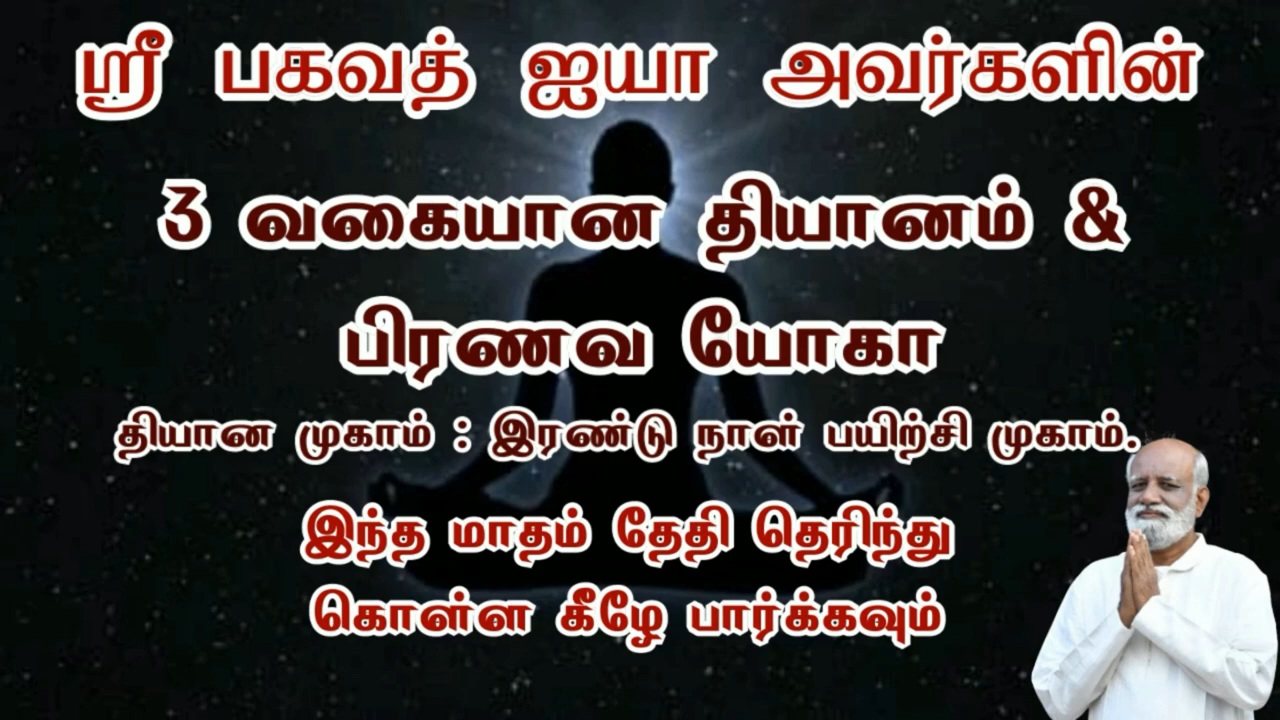 ஸ்ரீ பகவத் ஐயா அவர்களின்
3 வகையான தியானம் &
பிரணவ யோகா
தியான முகாம் : இரண்டு நாள் பயிற்சி முகாம்.
இந்த மாதம் தேதி தெரிந்து
கொள்ள கீழே பார்க்கவும்